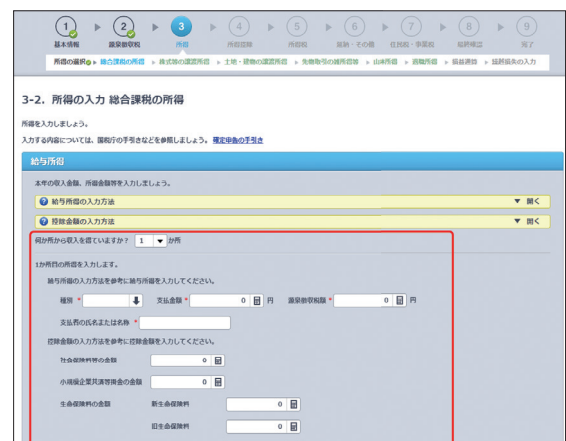 1 ▶ 2 ▶ 3 ▶ 4 ▶ 5 ▶ 6 ▶ 7 ▶ 8 ▶ 9
基本情報 源泉徴収税 所得 所得控除 所得税 医納・その他 住民税・事業税 最終確認 完了
所得の選択 ▶ 総合課税の所得 ▶ 株式等の譲渡所得 ▶ 土地・建物の譲渡所得 ▶ 先物取引の雑所得等 ▶ 山林所得 ▶ 退職所得 ▶ 損益通算 ▶ 繰越損失の入力
3-2. 所得の入力 総合課税の所得
所得を入力しましょう。
入力する内容については、国税庁の手引きなどを参照しましょう。 確定申告の手引き
給与所得
本年の収入金額、所得金額等を入力しましょう。
給与所得の入力方法 ▼ 開く
控除金額の入力方法 ▼ 開く
何か所から収入を得ていますか? 1 ▼ か所
1か所目の所得を入力します。
給与所得の入力方法を参考に給与所得を入力してください。
種別 * 支払金額 * 0 円 源泉徴収税額 * 0 円
支払者の氏名または名称 *
控除金額の入力方法を参考に控除金額を入力してください。
社会保険料等の金額 0
小規模企業共済等掛金の金額 0
生命保険料の金額 新生命保険料 0
旧生命保険料 0